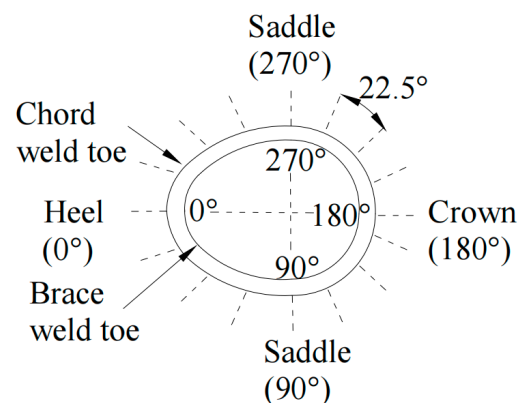 Saddle
(270°)
22.5°
Chord
weld toe
270°
Heel
(0°)
0°
180°
Crown
(180°)
90°
Brace
weld toe
Saddle
(90°)